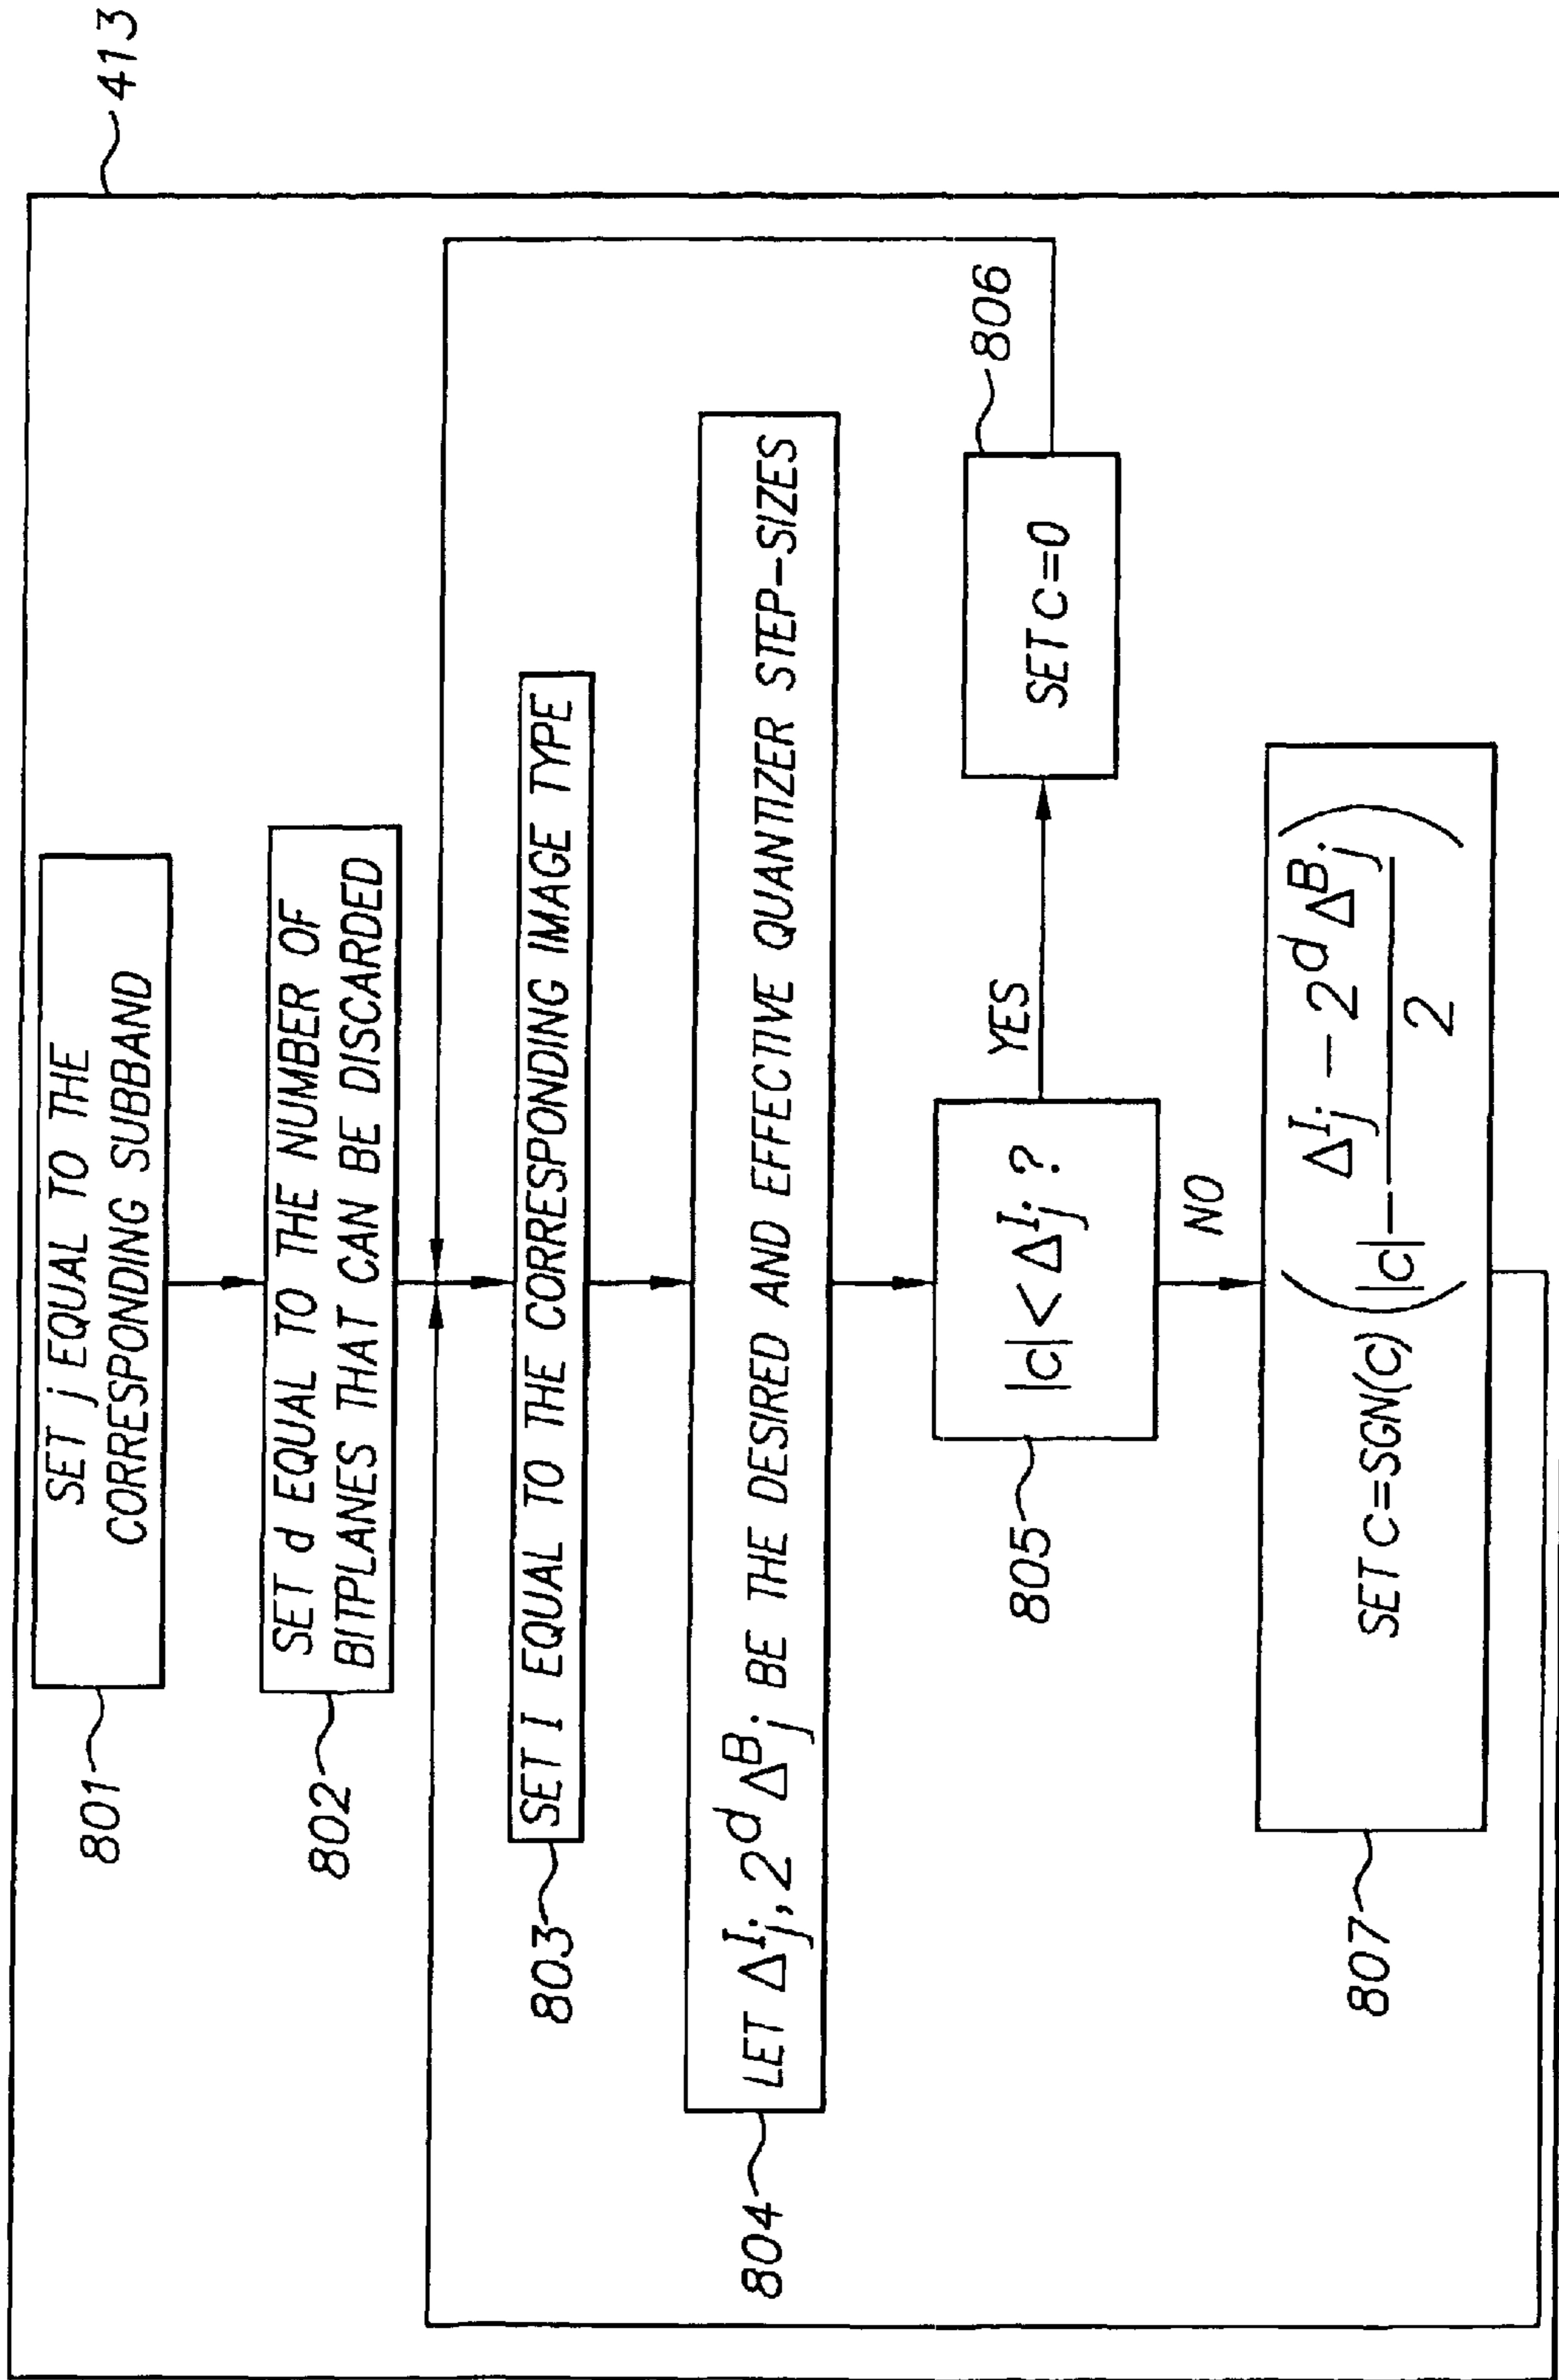 413
801
SET j EQUAL TO THE
CORRESPONDING SUBBAND
802
SET d EQUAL TO THE NUMBER OF
BITPLANES THAT CAN BE DISCARDED
803
SET I EQUAL TO THE CORRESPONDING IMAGE TYPE
804
LET Δ^I_j, 2^d Δ^B_j BE THE DESIRED AND EFFECTIVE QUANTIZER STEP-SIZES
805
|c| < Δ^I_j ?
YES
806
SET C=0
NO
807
SET C=SGN(C) (|c| - (Δ^I_j - 2^d Δ^B_j) / 2)